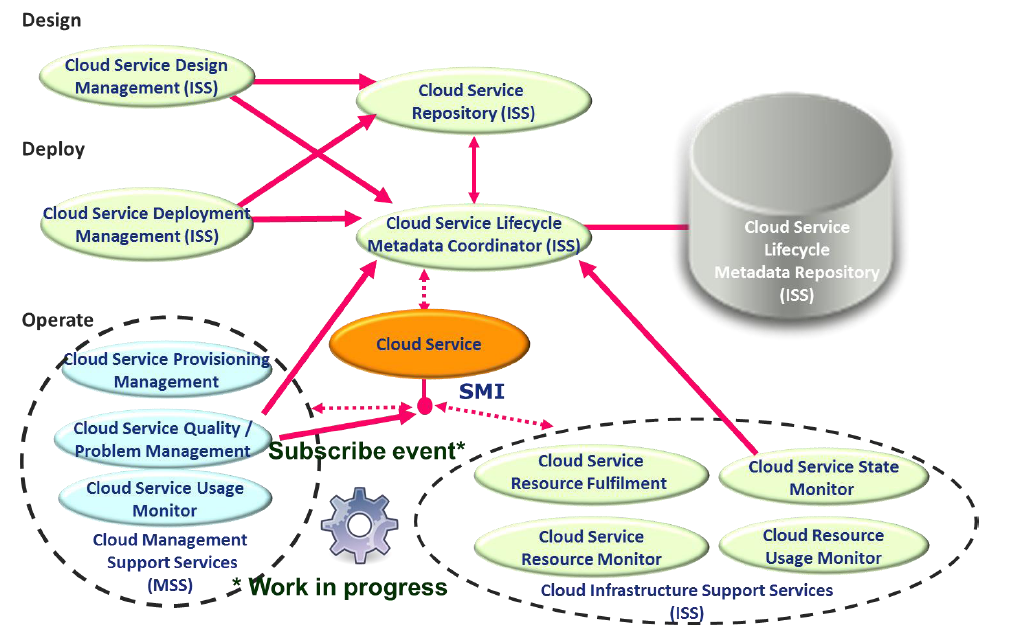 Design
Cloud Service Design
Management (ISS)
Cloud Service
Repository (ISS)
Deploy
Cloud Service Deployment
Management (ISS)
Cloud Service Lifecycle
Metadata Coordinator (ISS)
Cloud Service
Lifecycle
Metadata Repository
(ISS)
Operate
Cloud Service
Cloud Service Provisioning
Management
SMI
Cloud Service Quality /
Problem Management
Subscribe event*
Cloud Service Usage
Monitor
Cloud Management
Support Services
(MSS)
* Work in progress
Cloud Service
Resource Fulfilment
Cloud Service State
Monitor
Cloud Service
Resource Monitor
Cloud Resource
Usage Monitor
Cloud Infrastructure Support Services
(ISS)